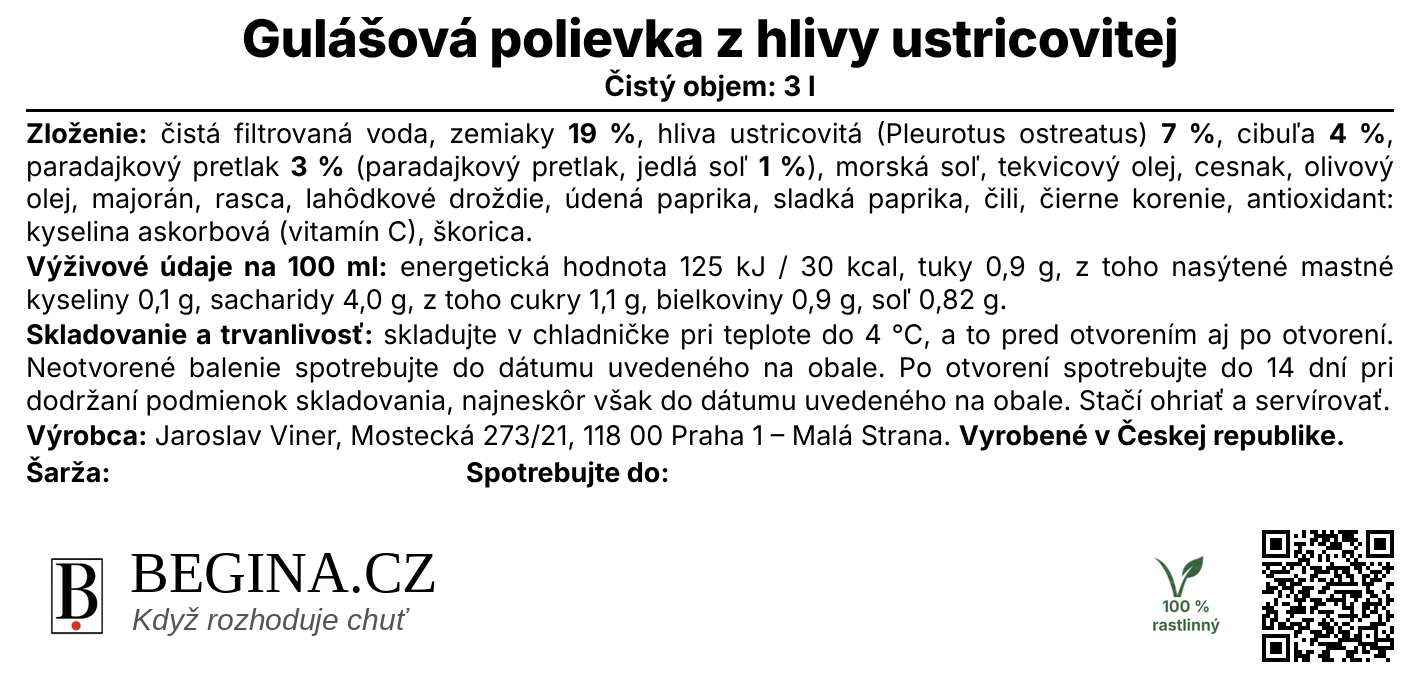 Gulášová polievka z hlivy ustricovitej
Čistý objem: 3 l
Zloženie: čistá filtrovaná voda, zemiaky 19 %, hliva ustricovitá (Pleurotus ostreatus) 7 %, cibuľa 4 %,
paradajkový pretlak 3 % (paradajkový pretlak, jedlá soľ 1 %), morská soľ, tekvicový olej, cesnak, olivový
olej, majorán, rasca, lahôdkové droždie, údená paprika, sladká paprika, čili, čierne korenie, antioxidant:
kyselina askorbová (vitamín C), škorica.
Výživové údaje na 100 ml: energetická hodnota 125 kJ / 30 kcal, tuky 0,9 g, z toho nasýtené mastné
kyseliny 0,1 g, sacharidy 4,0 g, z toho cukry 1,1 g, bielkoviny 0,9 g, soľ 0,82 g.
Skladovanie a trvanlivosť: skladujte v chladničke pri teplote do 4 °C, a to pred otvorením aj po otvorení.
Neotvorené balenie spotrebujte do dátumu uvedeného na obale. Po otvorení spotrebujte do 14 dní pri
dodržaní podmienok skladovania, najneskôr však do dátumu uvedeného na obale. Stačí ohriať a servírovať.
Výrobca: Jaroslav Viner, Mostecká 273/21, 118 00 Praha 1 – Malá Strana. Vyrobené v Českej republike.
Šarža: Spotrebujte do:
B BEGINA.CZ
Když rozhoduje chuť
100 %
rastlinný